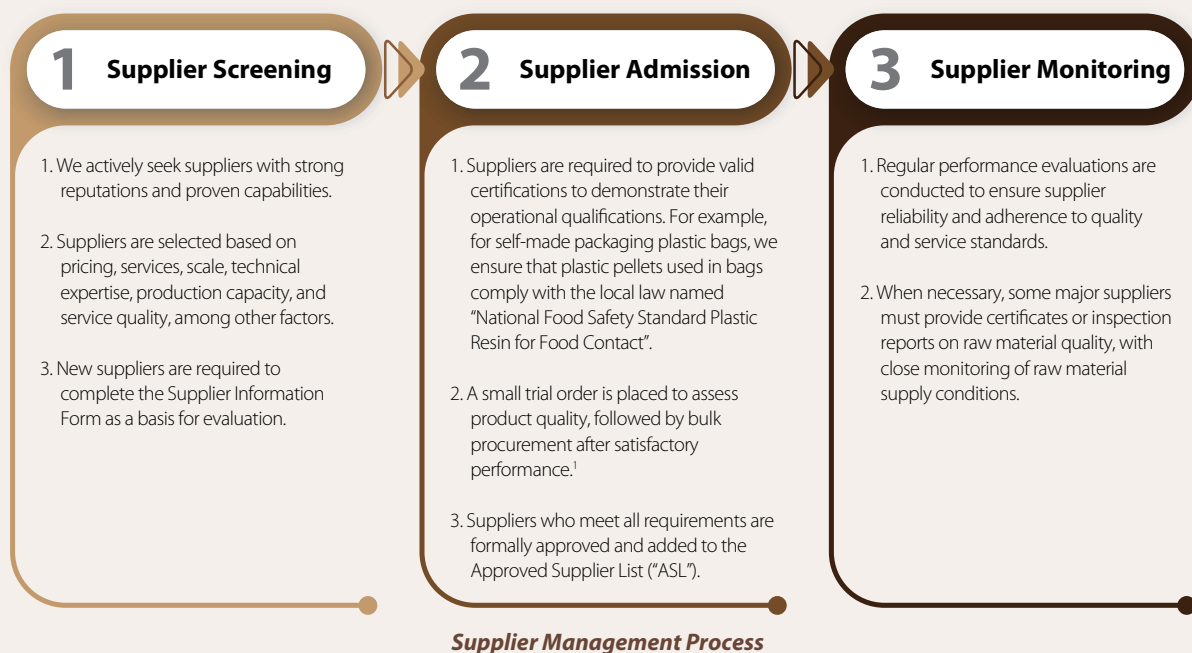 1 Supplier Screening
1. We actively seek suppliers with strong
reputations and proven capabilities.
2. Suppliers are selected based on
pricing, services, scale, technical
expertise, production capacity, and
service quality, among other factors.
3. New suppliers are required to
complete the Supplier Information
Form as a basis for evaluation.
2 Supplier Admission
1. Suppliers are required to provide valid
certifications to demonstrate their
operational qualifications. For example,
for self-made packaging plastic bags, we
ensure that plastic pellets used in bags
comply with the local law named
“National Food Safety Standard Plastic
Resin for Food Contact”.
2. A small trial order is placed to assess
product quality, followed by bulk
procurement after satisfactory
performance.1
3. Suppliers who meet all requirements are
formally approved and added to the
Approved Supplier List (“ASL”).
3 Supplier Monitoring
1. Regular performance evaluations are
conducted to ensure supplier
reliability and adherence to quality
and service standards.
2. When necessary, some major suppliers
must provide certificates or inspection
reports on raw material quality, with
close monitoring of raw material
supply conditions.
Supplier Management Process